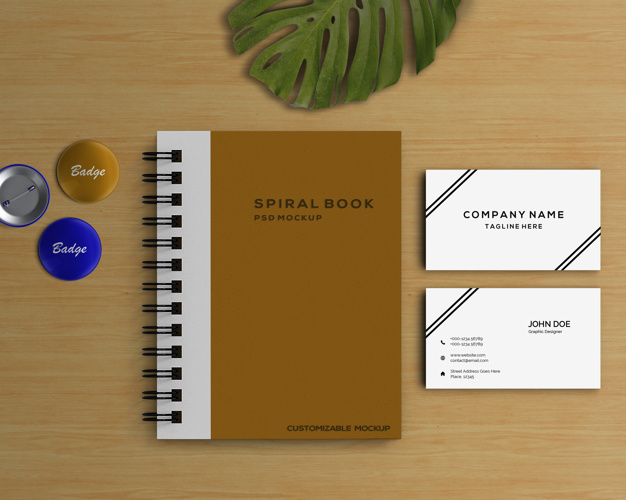 Badge
Badge
SPIRAL BOOK
PSD MOCKUP
CUSTOMIZABLE MOCKUP
COMPANY NAME
TAGLINE HERE
JOHN DOE
Graphic Designer
+000-1234 56789
+000-1234 56789
www.website.com
contact@email.com
Street Address Goes Here
Place, 12345